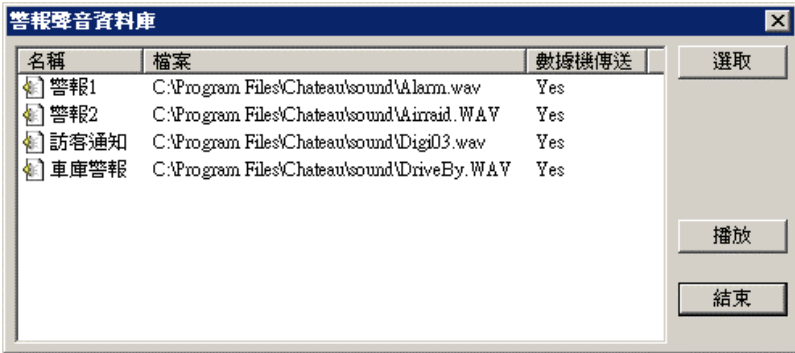 警報聲音資料庫
名稱 檔案 數據機傳送
警報1 C:\Program Files\Chateau\sound\Alarm.wav Yes
警報2 C:\Program Files\Chateau\sound\Airraid.WAV Yes
訪客通知 C:\Program Files\Chateau\sound\Digi03.wav Yes
車庫警報 C:\Program Files\Chateau\sound\DriveBy.WAV Yes
選取
播放
結束